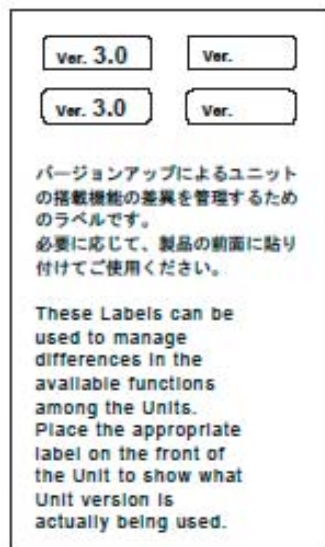 Ver. 3.0 Ver.
Ver. 3.0 Ver.
バージョンアップによるユニット
の搭載機能の差異を管理するため
のラベルです。
必要に応じて、製品の前面に貼り
付けてご使用ください。
These Labels can be
used to manage
differences in the
available functions
among the Units.
Place the appropriate
label on the front of
the Unit to show what
Unit version is
actually being used.